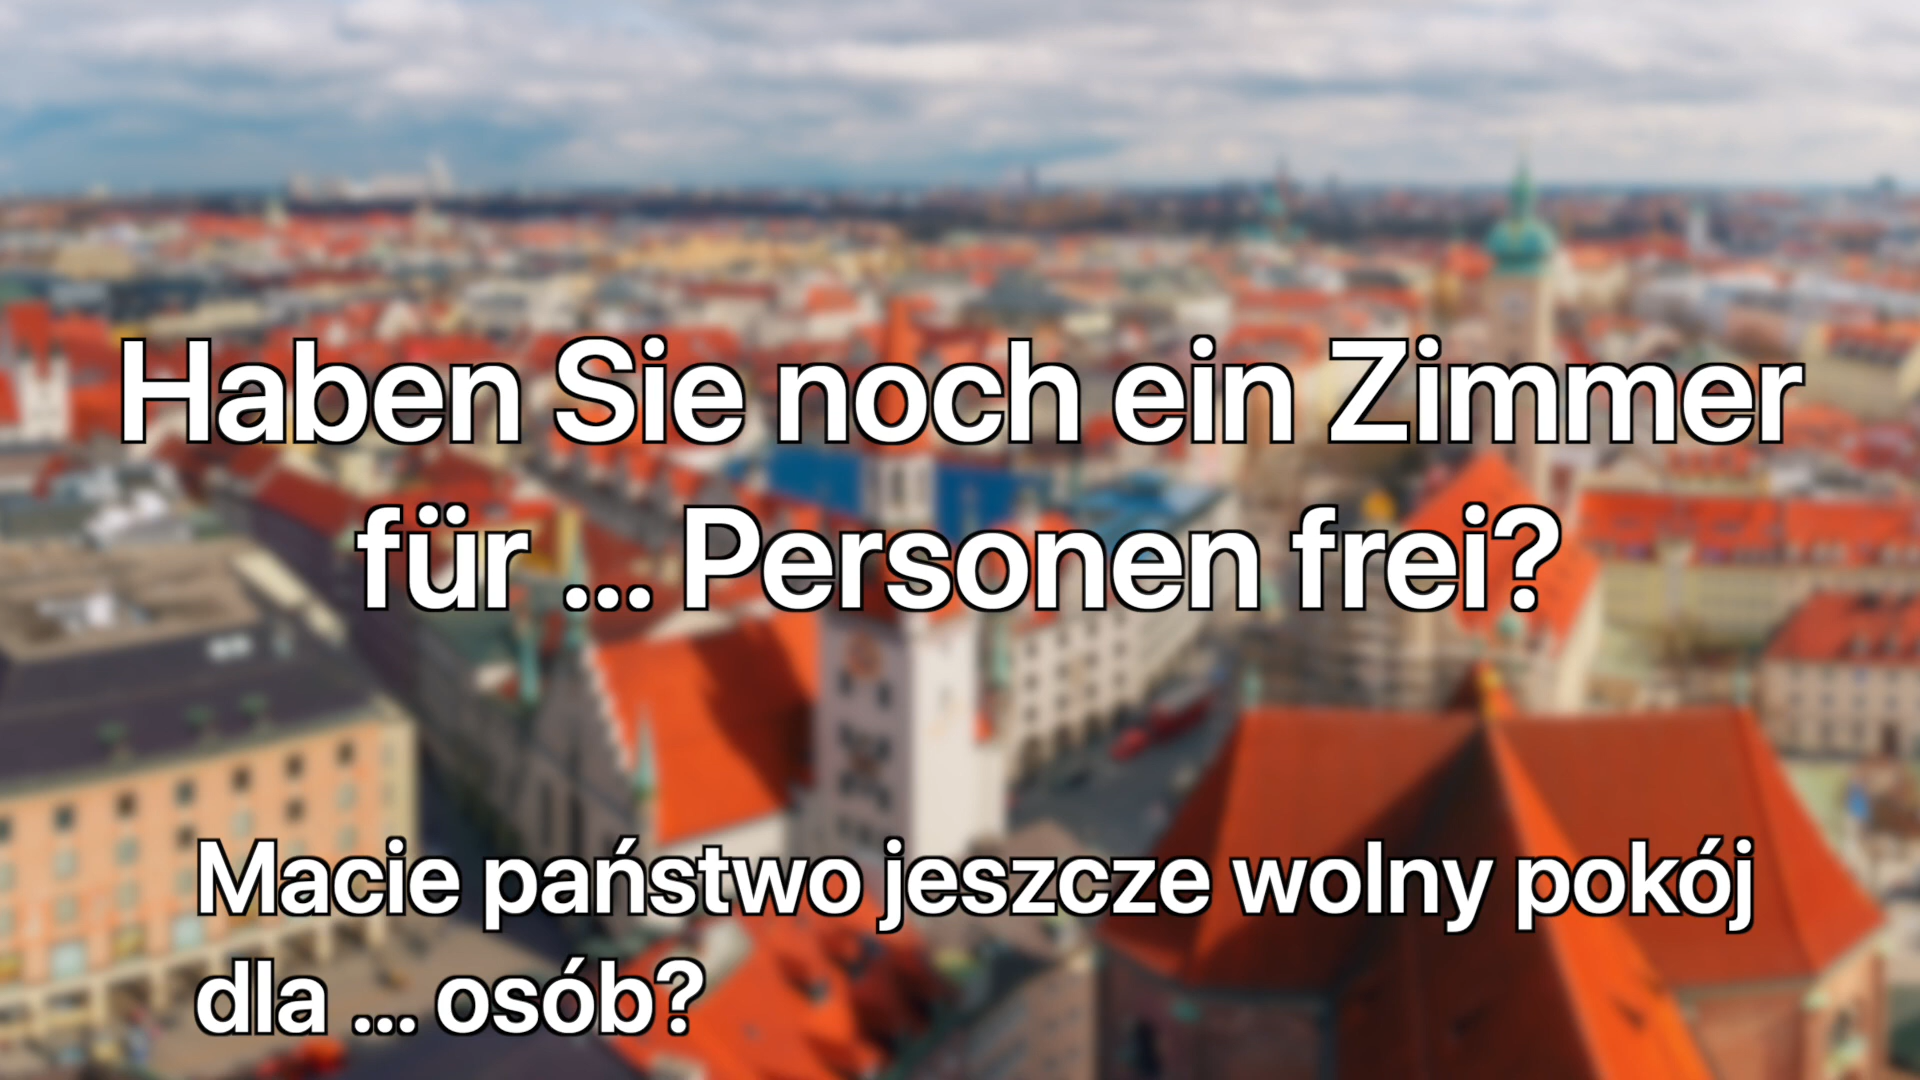 Haben Sie noch ein Zimmer
für ... Personen frei?
Macie państwo jeszcze wolny pokój
dla ... osób?